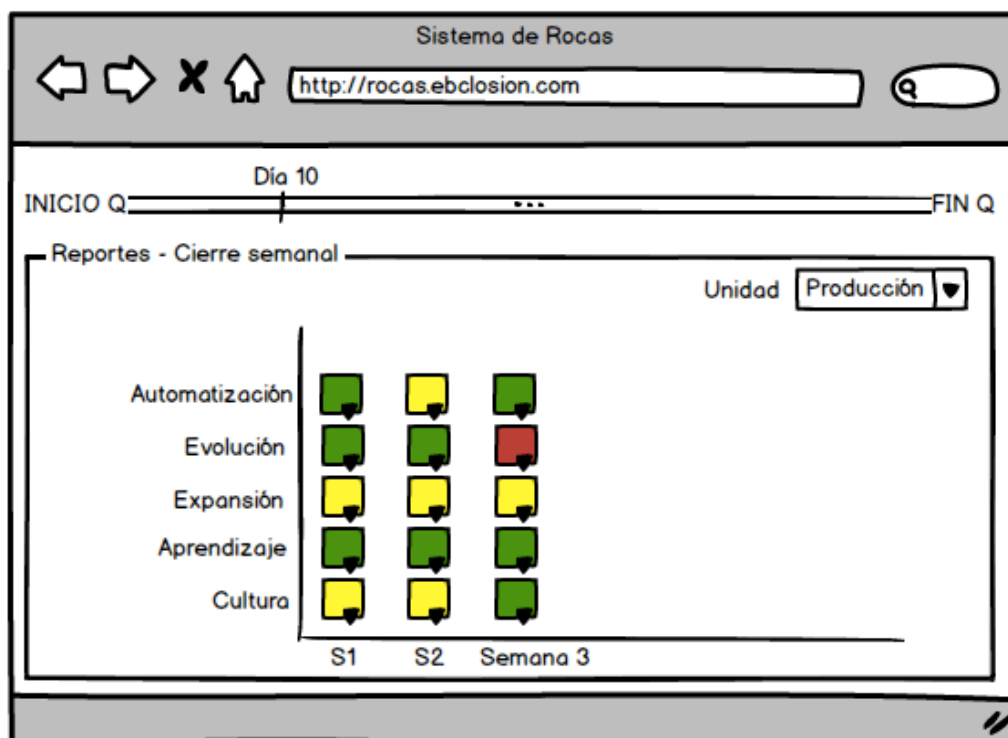 Sistema de Rocas
http://rocas.ebclosion.com
Día 10
INICIO Q ... FIN Q
Reportes - Cierre semanal
Unidad Producción
Automatización
Evolución
Expansión
Aprendizaje
Cultura
S1 S2 Semana 3